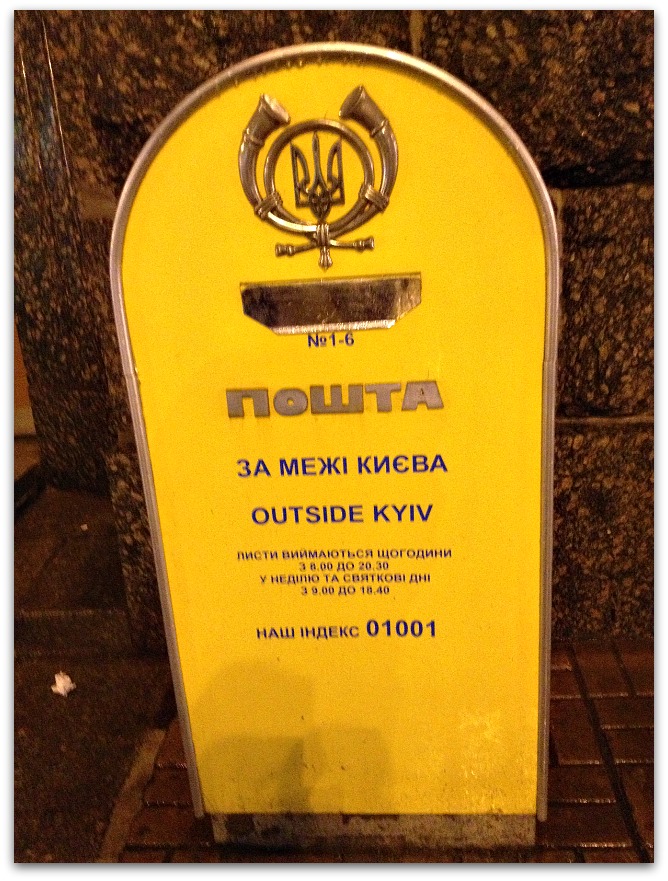 №1-6
ПОШТА
ЗА МЕЖІ КИЄВА
OUTSIDE KYIV
ЛИСТИ ВИЙМАЮТЬСЯ ЩОГОДИНИ
З 8.00 ДО 20.30
У НЕДІЛЮ ТА СВЯТКОВІ ДНІ
З 9.00 ДО 18.40
НАШ ІНДЕКС 01001